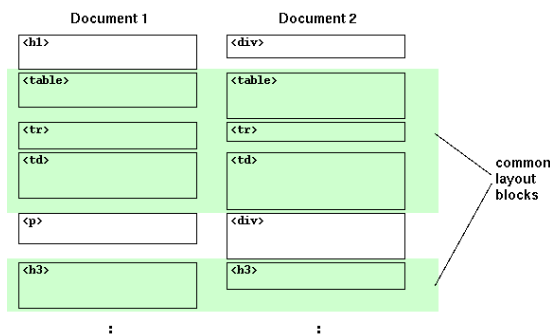 Document 1 Document 2
<h1> <div>
<table> <table>
<tr> <tr>
<td> <td>
common
layout
blocks
<p> <div>
<h3> <h3>
: :